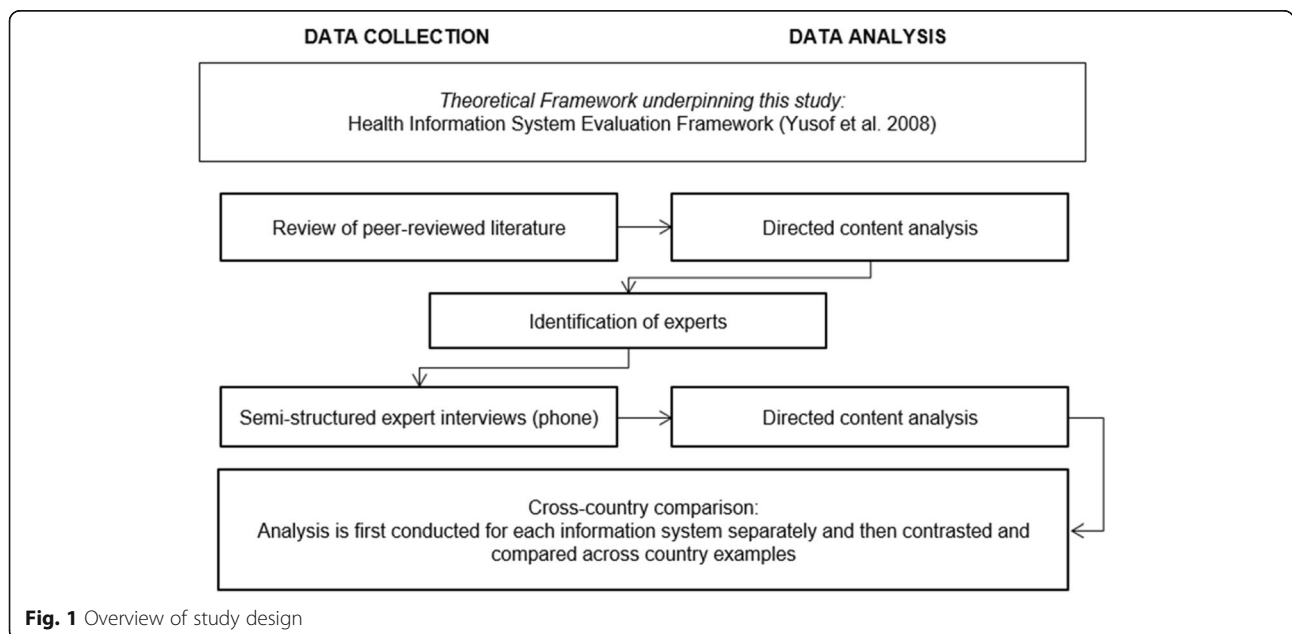 DATA COLLECTION
DATA ANALYSIS
Theoretical Framework underpinning this study:
Health Information System Evaluation Framework (Yusof et al. 2008)
Review of peer-reviewed literature
Directed content analysis
Identification of experts
Semi-structured expert interviews (phone)
Directed content analysis
Cross-country comparison:
Analysis is first conducted for each information system separately and then contrasted and
compared across country examples
Fig. 1 Overview of study design